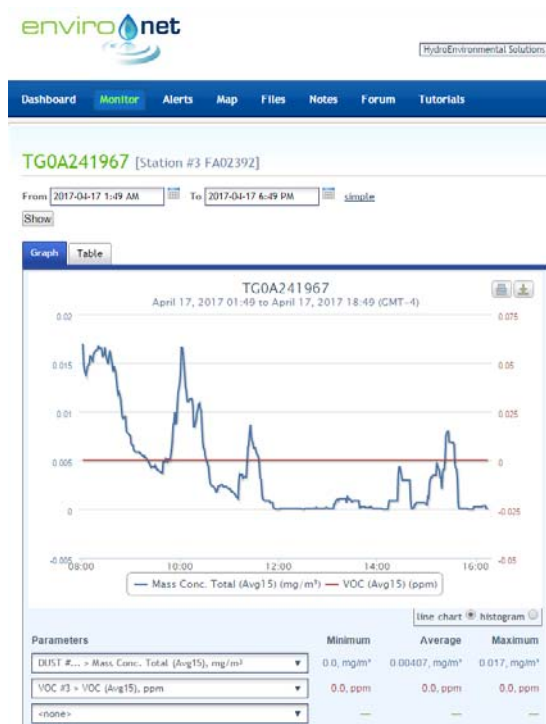 enviro net
HydroEnvironmental Solutions
Dashboard Monitor Alerts Map Files Notes Forum Tutorials
TG0A241967 [Station #3 FA02392]
From 2017-04-17 1:49 AM To 2017-04-17 6:49 PM simple
Show
Graph Table
TG0A241967
April 17, 2017 01:49 to April 17, 2017 18:49 (GMT-4)
0.02 0.075
0.015 0.05
0.01 0.025
0.005 0
0 -0.025
-0.005 -0.05
08:00 10:00 12:00 14:00 16:00
Mass Conc. Total (Avg15) (mg/m³) VOC (Avg15) (ppm)
line chart histogram
Parameters Minimum Average Maximum
DUST #... > Mass Conc. Total (Avg15), mg/m³ 0.0, mg/m³ 0.00407, mg/m³ 0.017, mg/m³
VOC #3 > VOC (Avg15), ppm 0.0, ppm 0.0, ppm 0.0, ppm
<none> — — —